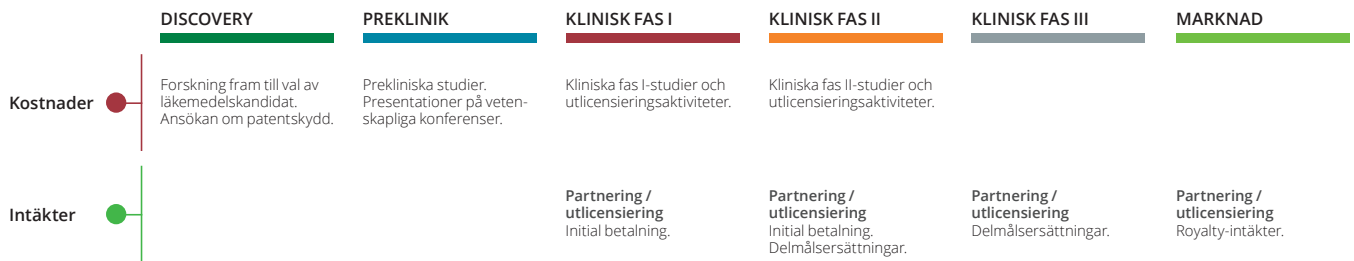 DISCOVERY
PREKLINIK
KLINISK FAS I
KLINISK FAS II
KLINISK FAS III
MARKNAD
Kostnader
Forskning fram till val av
läkemedelskandidat.
Ansökan om patentskydd.
Prekliniska studier.
Presentationer på veten-
skapliga konferenser.
Kliniska fas I-studier och
utlicensieringsaktiviteter.
Kliniska fas II-studier och
utlicensieringsaktiviteter.
Intäkter
Partnering /
utlicensiering
Initial betalning.
Partnering /
utlicensiering
Initial betalning.
Delmålsersättningar.
Partnering /
utlicensiering
Delmålsersättningar.
Partnering /
utlicensiering
Royalty-intäkter.